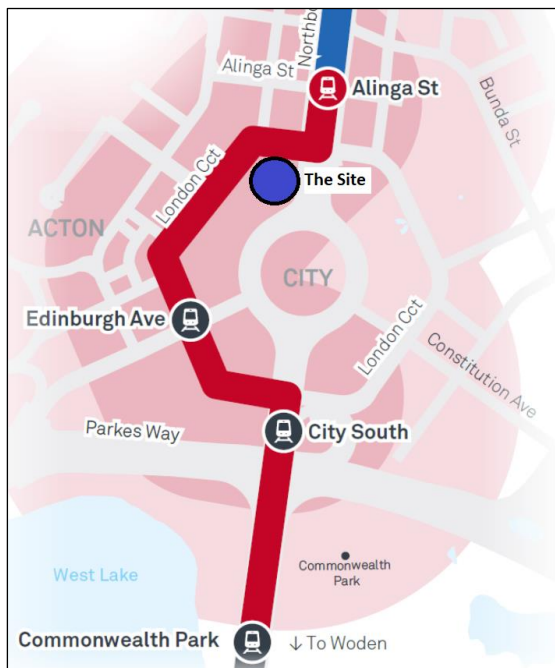 Northbo
Alinga St
Alinga St
Bunda St
The Site
London Cct
ACTON
CITY
Edinburgh Ave
London Cct
Constitution Ave
Parkes Way
City South
West Lake
Commonwealth
Park
Commonwealth Park
↓ To Woden